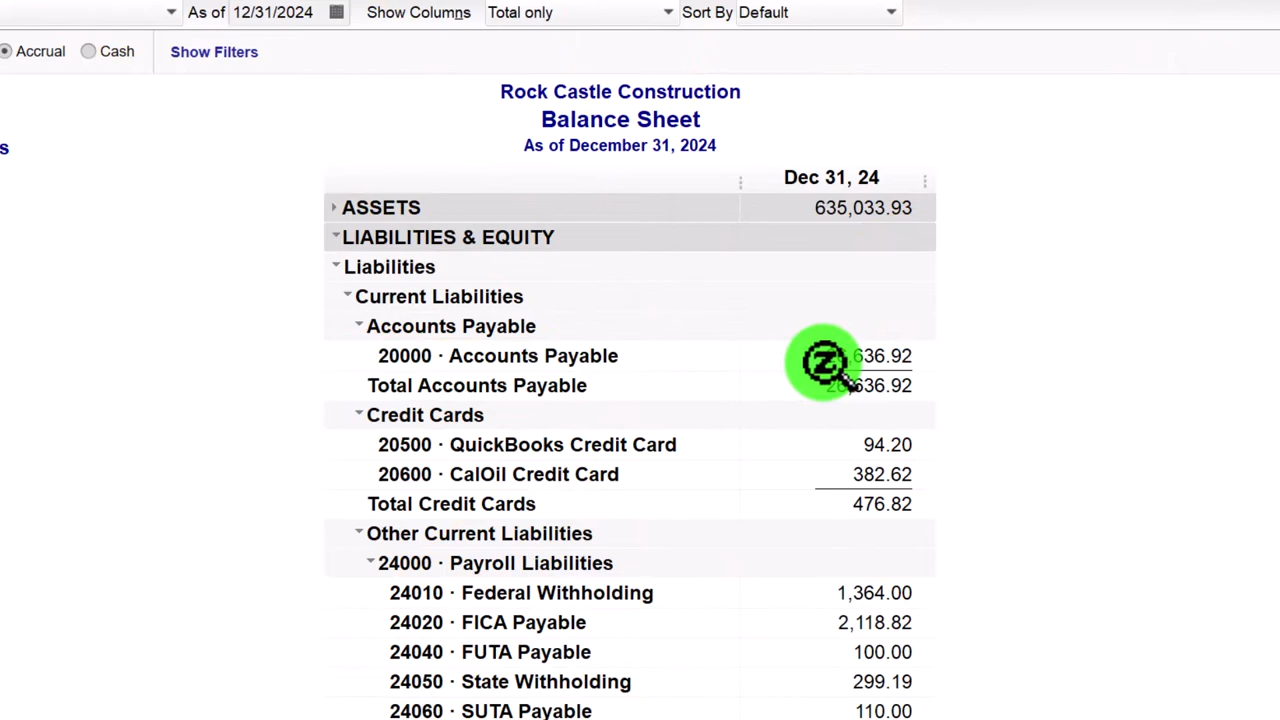 As of 12/31/2024 Show Columns Total only Sort By Default
Accrual Cash Show Filters
Rock Castle Construction
Balance Sheet
As of December 31, 2024
s
Dec 31, 24
ASSETS 635,033.93
LIABILITIES & EQUITY
Liabilities
Current Liabilities
Accounts Payable
20000 · Accounts Payable
Total Accounts Payable 26,636.92
Credit Cards
20500 · QuickBooks Credit Card 94.20
20600 · CalOil Credit Card 382.62
Total Credit Cards 476.82
Other Current Liabilities
24000 · Payroll Liabilities
24010 · Federal Withholding 1,364.00
24020 · FICA Payable 2,118.82
24040 · FUTA Payable 100.00
24050 · State Withholding 299.19
24060 · SUTA Payable 110.00